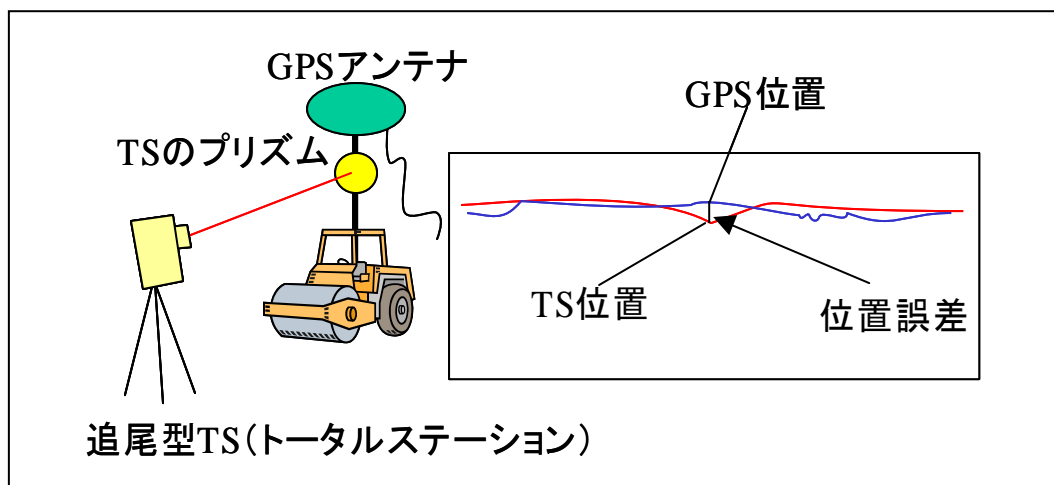 GPSアンテナ
TSのプリズム
追尾型TS(トータルステーション)
GPS位置
TS位置
位置誤差